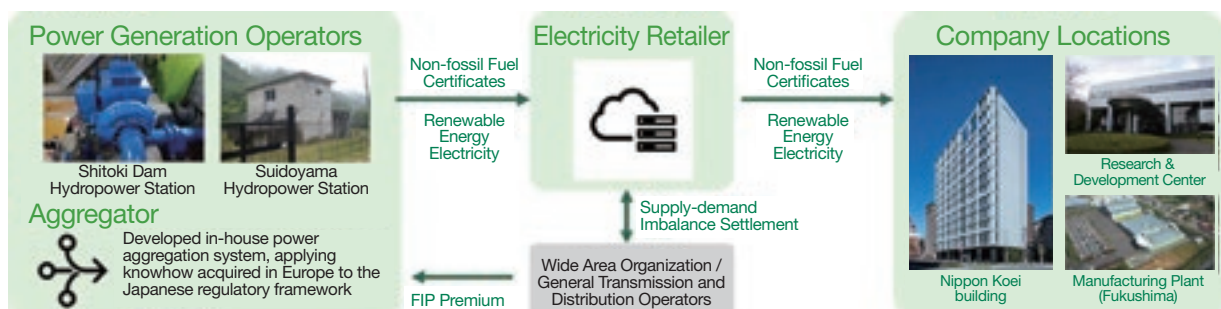 Power Generation Operators
Shitoki Dam
Hydropower Station
Suidoyama
Hydropower Station
Aggregator
Developed in-house power
aggregation system, applying
knowhow acquired in Europe to the
Japanese regulatory framework
Non-fossil Fuel
Certificates
Renewable
Energy
Electricity
FIP Premium
Electricity Retailer
Supply-demand
Imbalance Settlement
Wide Area Organization /
General Transmission and
Distribution Operators
Non-fossil Fuel
Certificates
Renewable
Energy
Electricity
Company Locations
Nippon Koei
building
Research &
Development Center
Manufacturing Plant
(Fukushima)